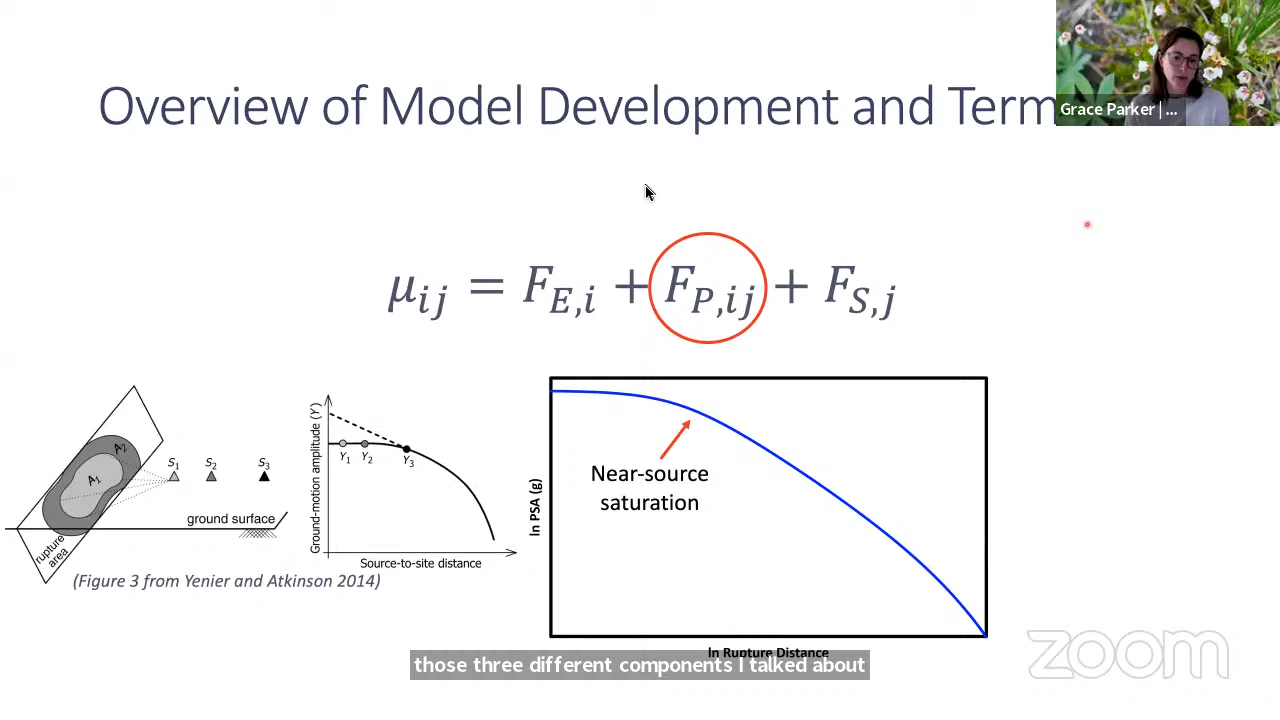 Overview of Model Development and Term
Grace Parker | ...
μij = FE,i + FP,ij + FS,j
A2
A1
S1 S2 S3
ground surface
rupture
area
Ground-motion amplitude (Y)
Y1 Y2 Y3
Source-to-site distance
(Figure 3 from Yenier and Atkinson 2014)
ln PSA (g)
Near-source
saturation
ln Rupture Distance
those three different components I talked about
zoom